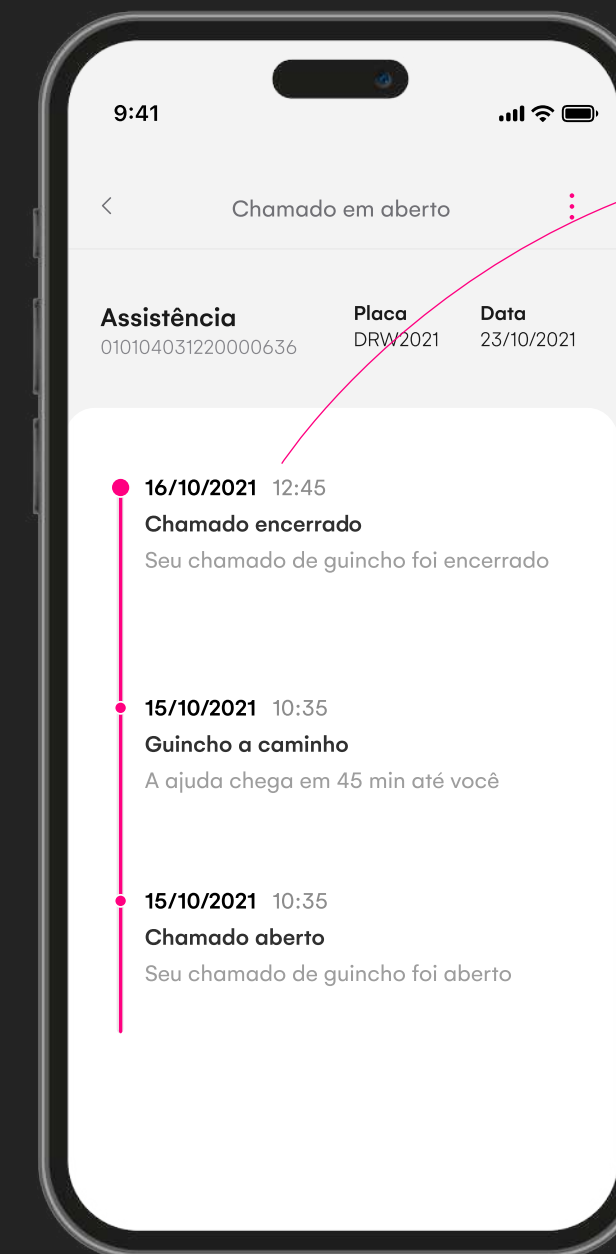 9:41
Chamado em aberto
Assistência
010104031220000636
Placa
DRW2021
Data
23/10/2021
16/10/2021 12:45
Chamado encerrado
Seu chamado de guincho foi encerrado
15/10/2021 10:35
Guincho a caminho
A ajuda chega em 45 min até você
15/10/2021 10:35
Chamado aberto
Seu chamado de guincho foi aberto